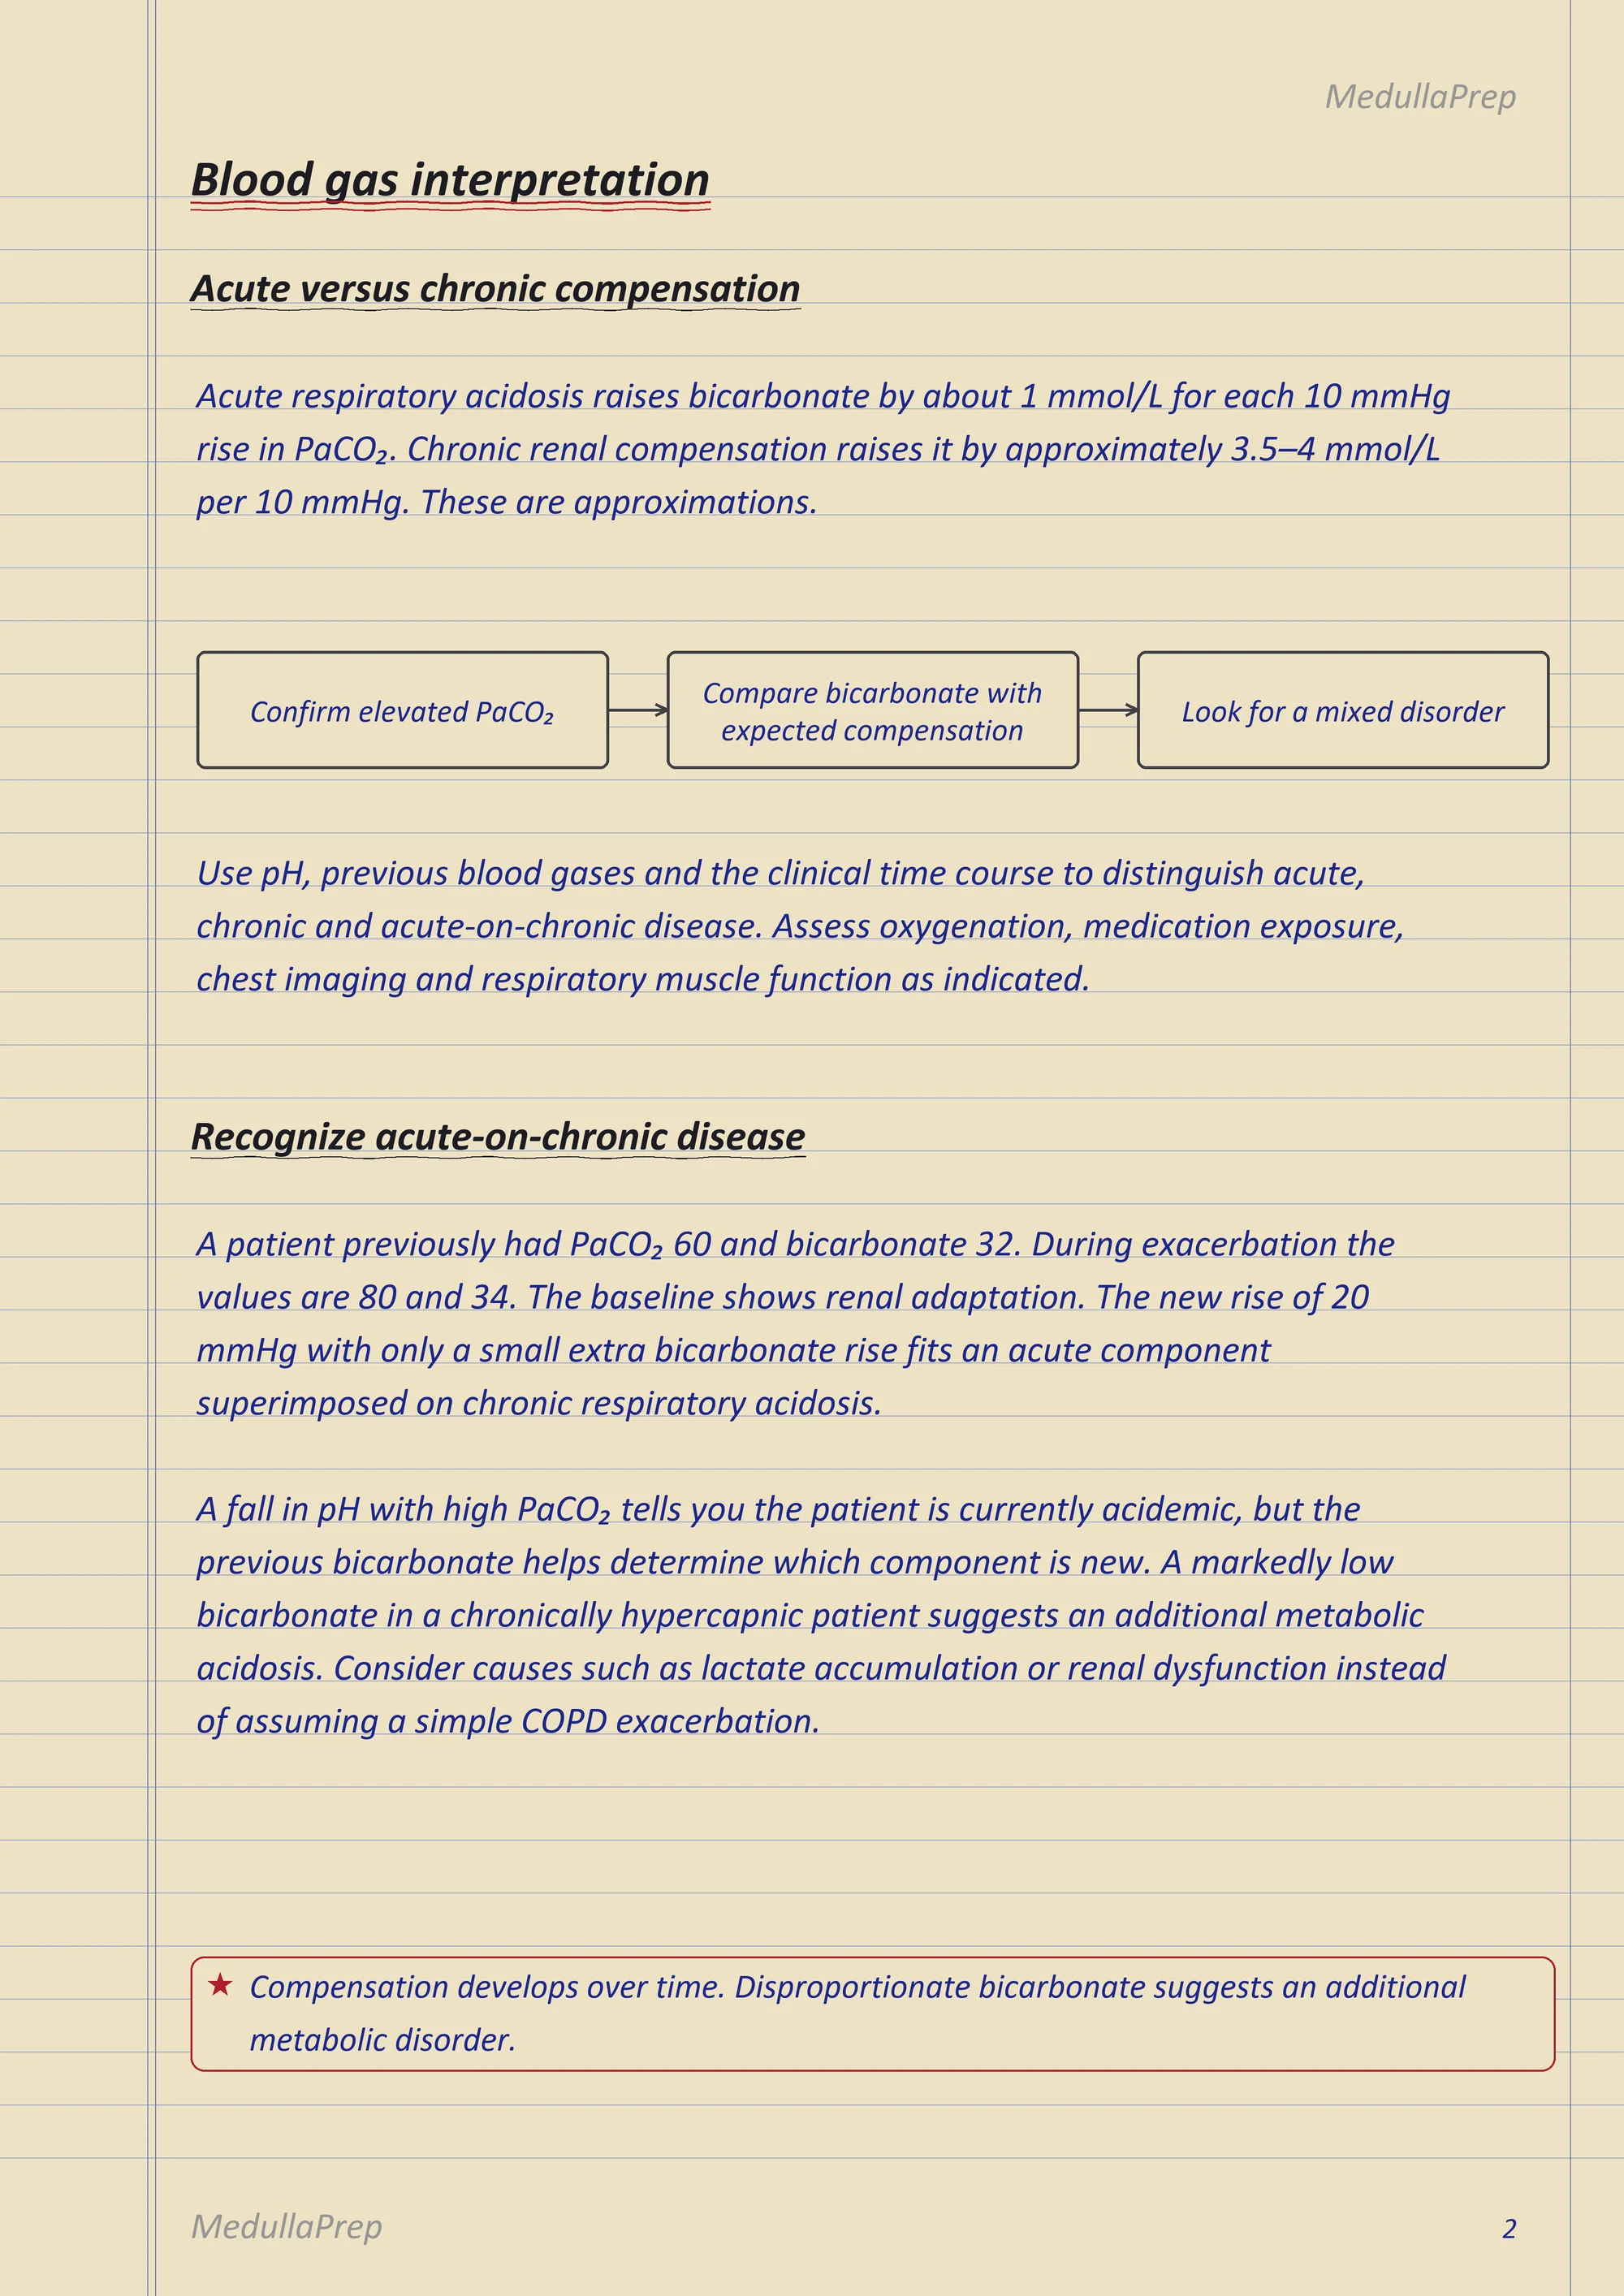 MedullaPrep
Blood gas interpretation
Acute versus chronic compensation
Acute respiratory acidosis raises bicarbonate by about 1 mmol/L for each 10 mmHg
rise in PaCO₂. Chronic renal compensation raises it by approximately 3.5–4 mmol/L
per 10 mmHg. These are approximations.
Confirm elevated PaCO₂
Compare bicarbonate with
expected compensation
Look for a mixed disorder
Use pH, previous blood gases and the clinical time course to distinguish acute,
chronic and acute-on-chronic disease. Assess oxygenation, medication exposure,
chest imaging and respiratory muscle function as indicated.
Recognize acute-on-chronic disease
A patient previously had PaCO₂ 60 and bicarbonate 32. During exacerbation the
values are 80 and 34. The baseline shows renal adaptation. The new rise of 20
mmHg with only a small extra bicarbonate rise fits an acute component
superimposed on chronic respiratory acidosis.
A fall in pH with high PaCO₂ tells you the patient is currently acidemic, but the
previous bicarbonate helps determine which component is new. A markedly low
bicarbonate in a chronically hypercapnic patient suggests an additional metabolic
acidosis. Consider causes such as lactate accumulation or renal dysfunction instead
of assuming a simple COPD exacerbation.
★ Compensation develops over time. Disproportionate bicarbonate suggests an additional
metabolic disorder.
MedullaPrep
2